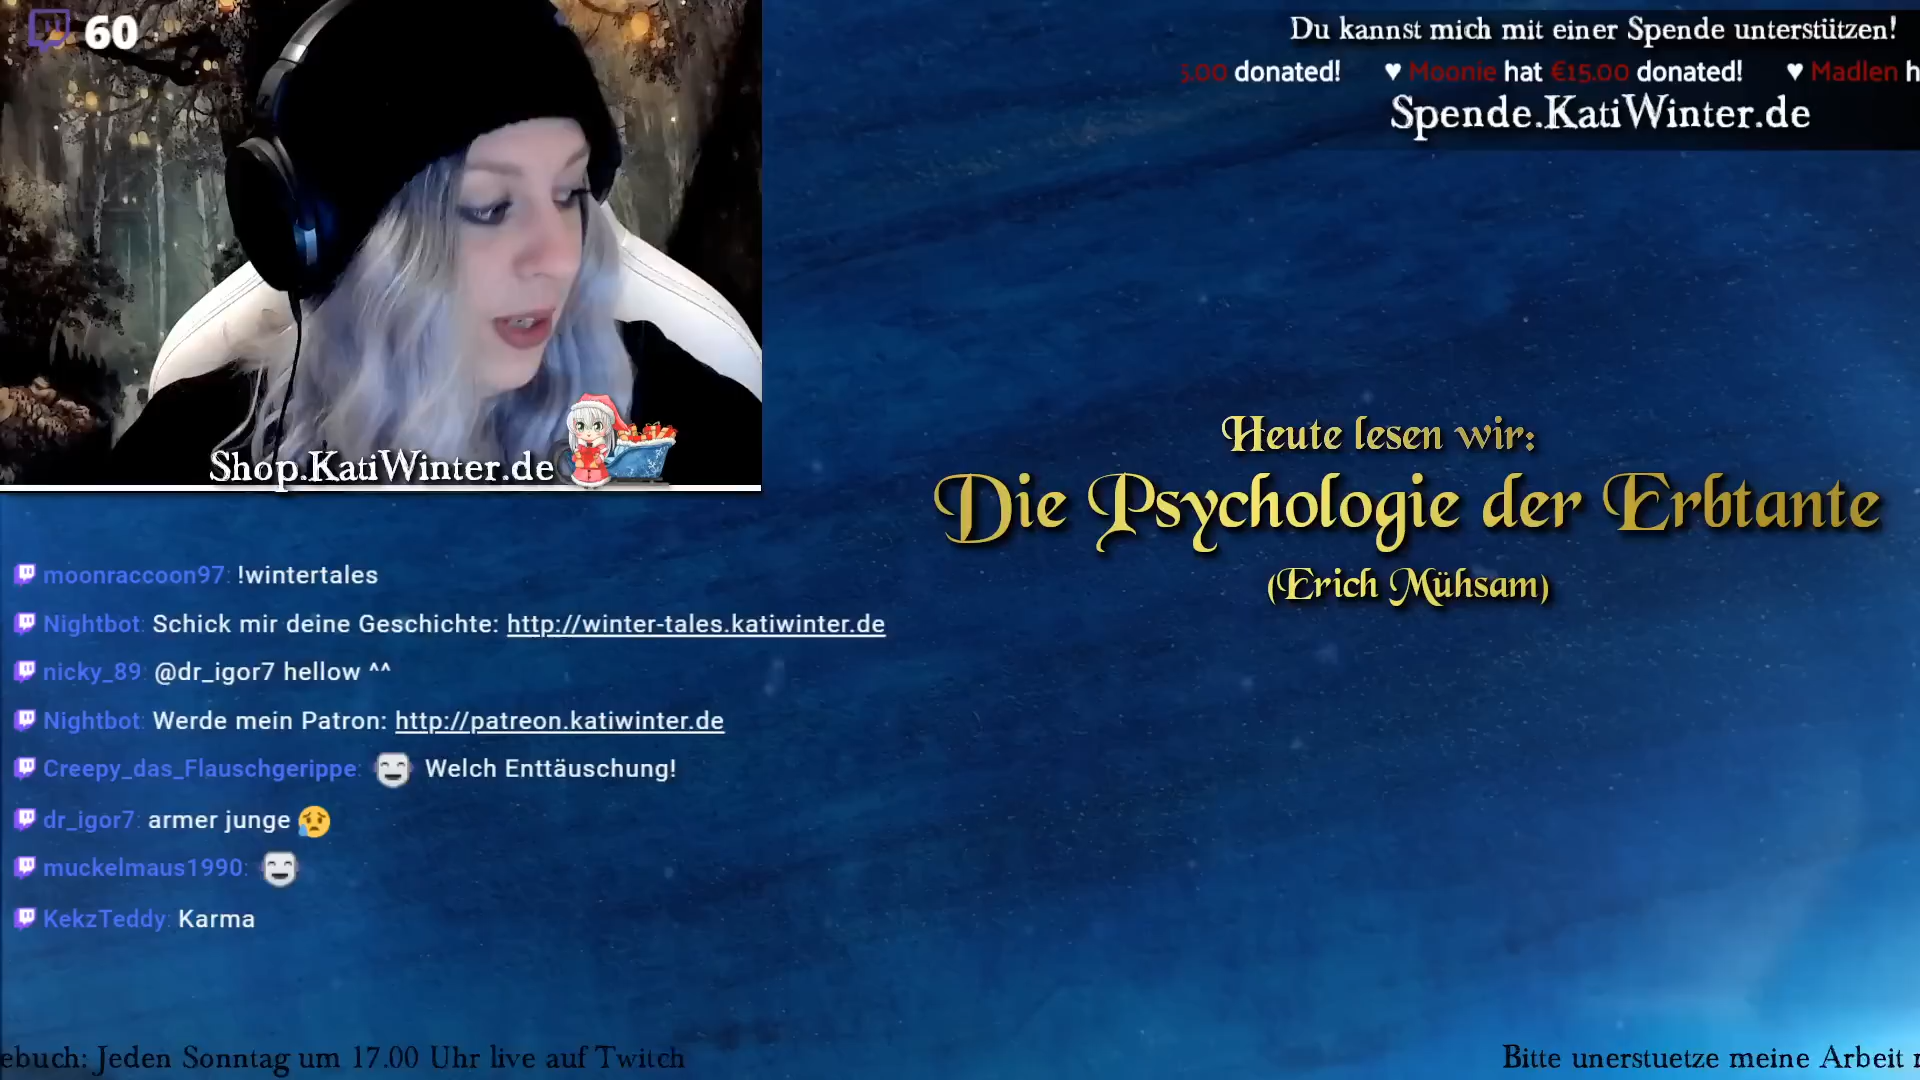 60
Du kannst mich mit einer Spende unterstützen!
5.00 donated! ♥ Moonie hat €15.00 donated! ♥ Madlen h
Spende.KatiWinter.de
Shop.KatiWinter.de
Heute lesen wir:
Die Psychologie der Erbtante
(Erich Mühsam)
moonraccoon97: !wintertales
Nightbot: Schick mir deine Geschichte: http://winter-tales.katiwinter.de
nicky_89: @dr_igor7 hellow ^^
Nightbot: Werde mein Patron: http://patreon.katiwinter.de
Creepy_das_Flauschgerippe: Welch Enttäuschung!
dr_igor7: armer junge 😥
muckelmaus1990:
KekzTeddy: Karma
ebuch: Jeden Sonntag um 17.00 Uhr live auf Twitch
Bitte unerstuetze meine Arbeit